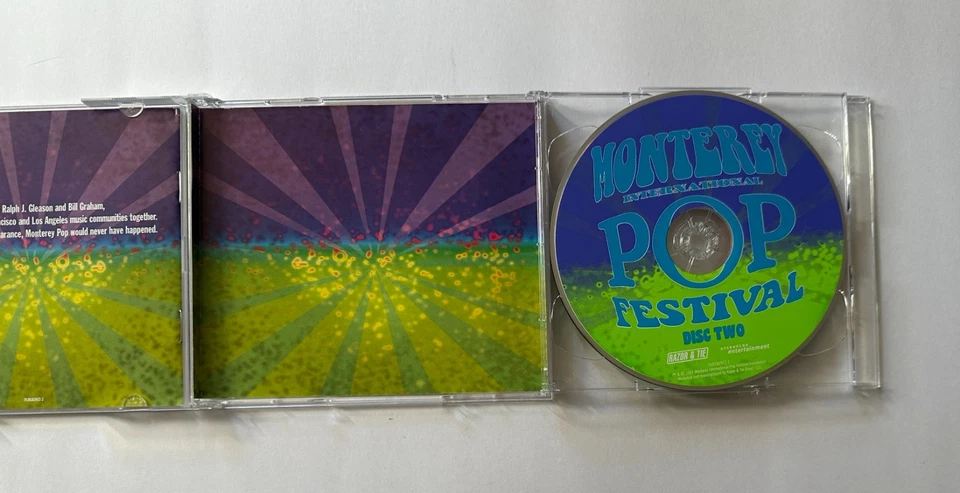 Ralph J. Gleason and Bill Graham,
cisco and Los Angeles music communities together.
arance, Monterey Pop would never have happened.
MONTEREY
INTERNATIONAL
POP
FESTIVAL
DISC TWO
RAZOR & TIE
entertainment